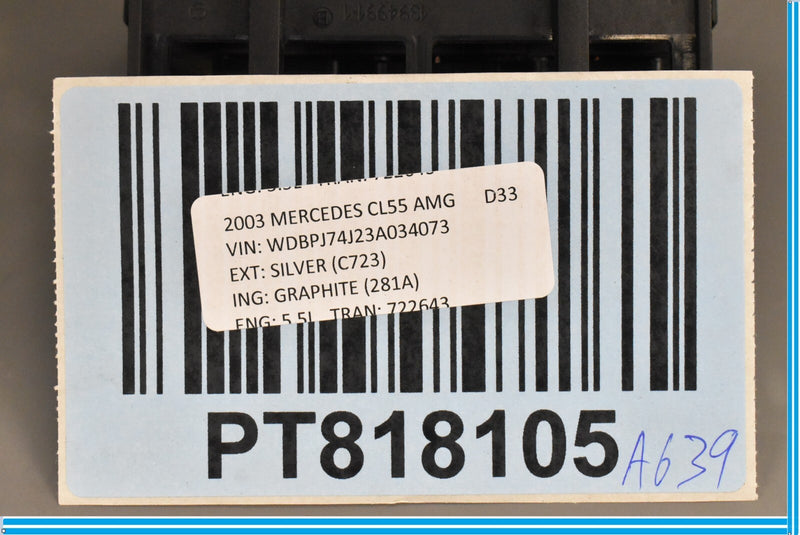 2003 MERCEDES CL55 AMG D33
VIN: WDBPJ74J23A034073
EXT: SILVER (C723)
ING: GRAPHITE (281A)
ENG: 5.5L TRAN: 722643
PT818105
A639